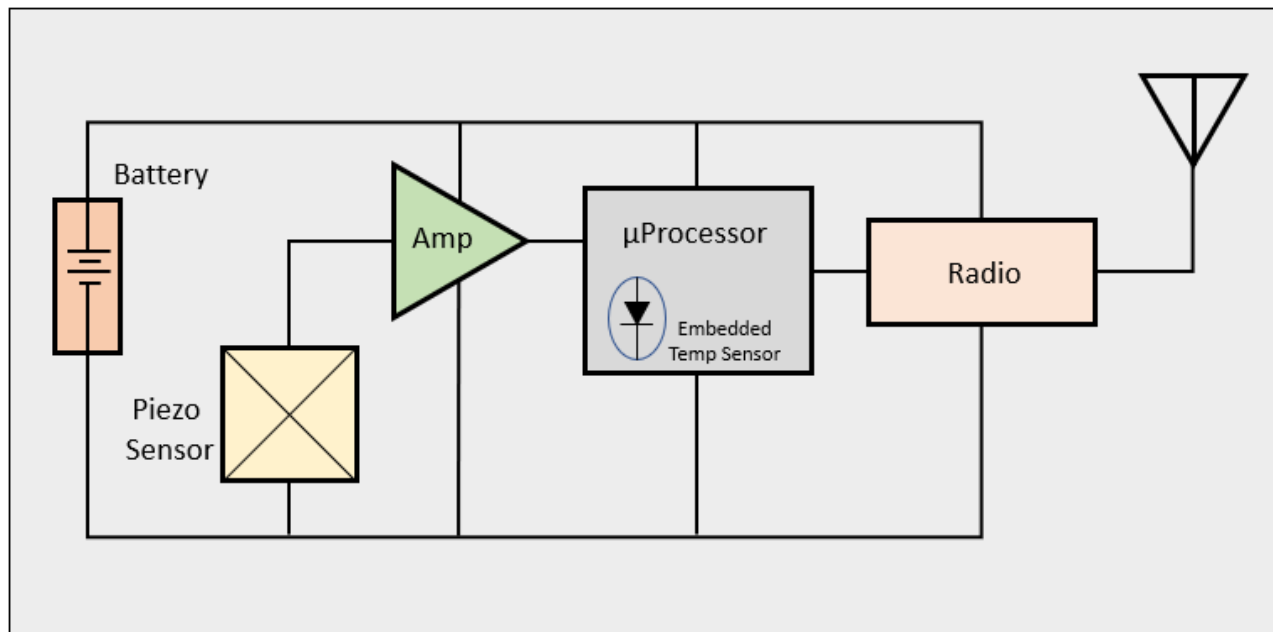 Battery
Amp
µProcessor
Embedded
Temp Sensor
Radio
Piezo
Sensor